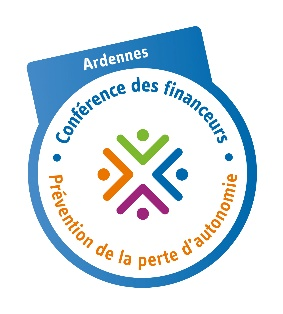 Ardennes
Conférence des financeurs
Prévention de la perte d'autonomie